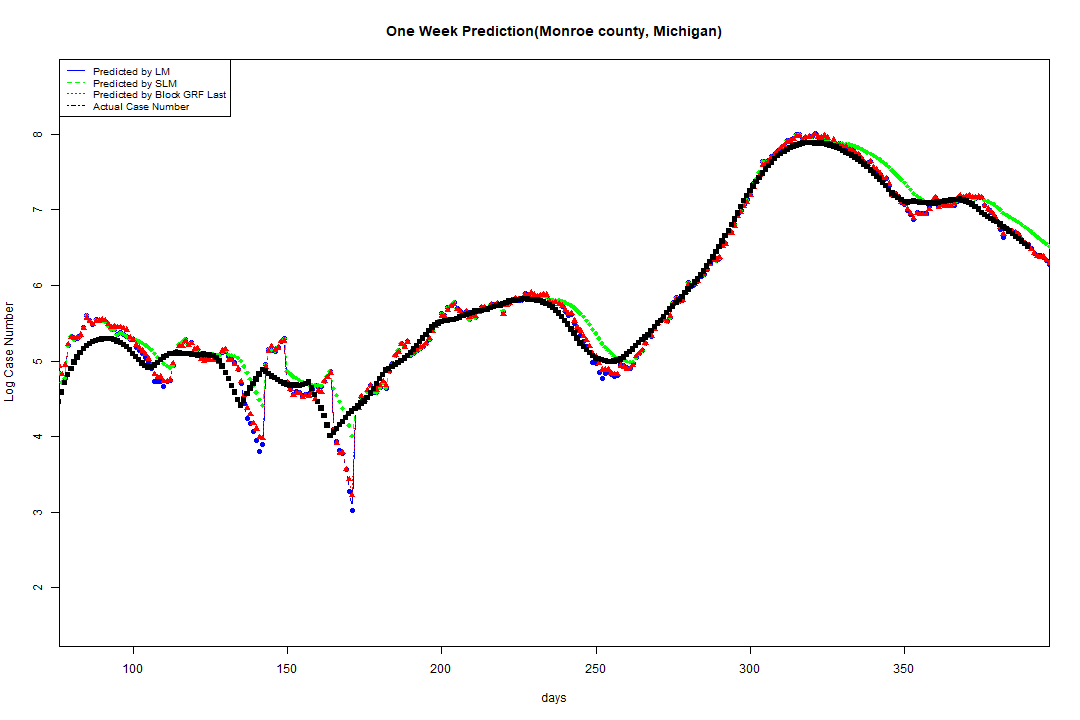 One Week Prediction(Monroe county, Michigan)
Predicted by LM
Predicted by SLM
Predicted by Block GRF Last
Actual Case Number
Log Case Number
8
7
6
5
4
3
2
100 150 200 250 300 350
days